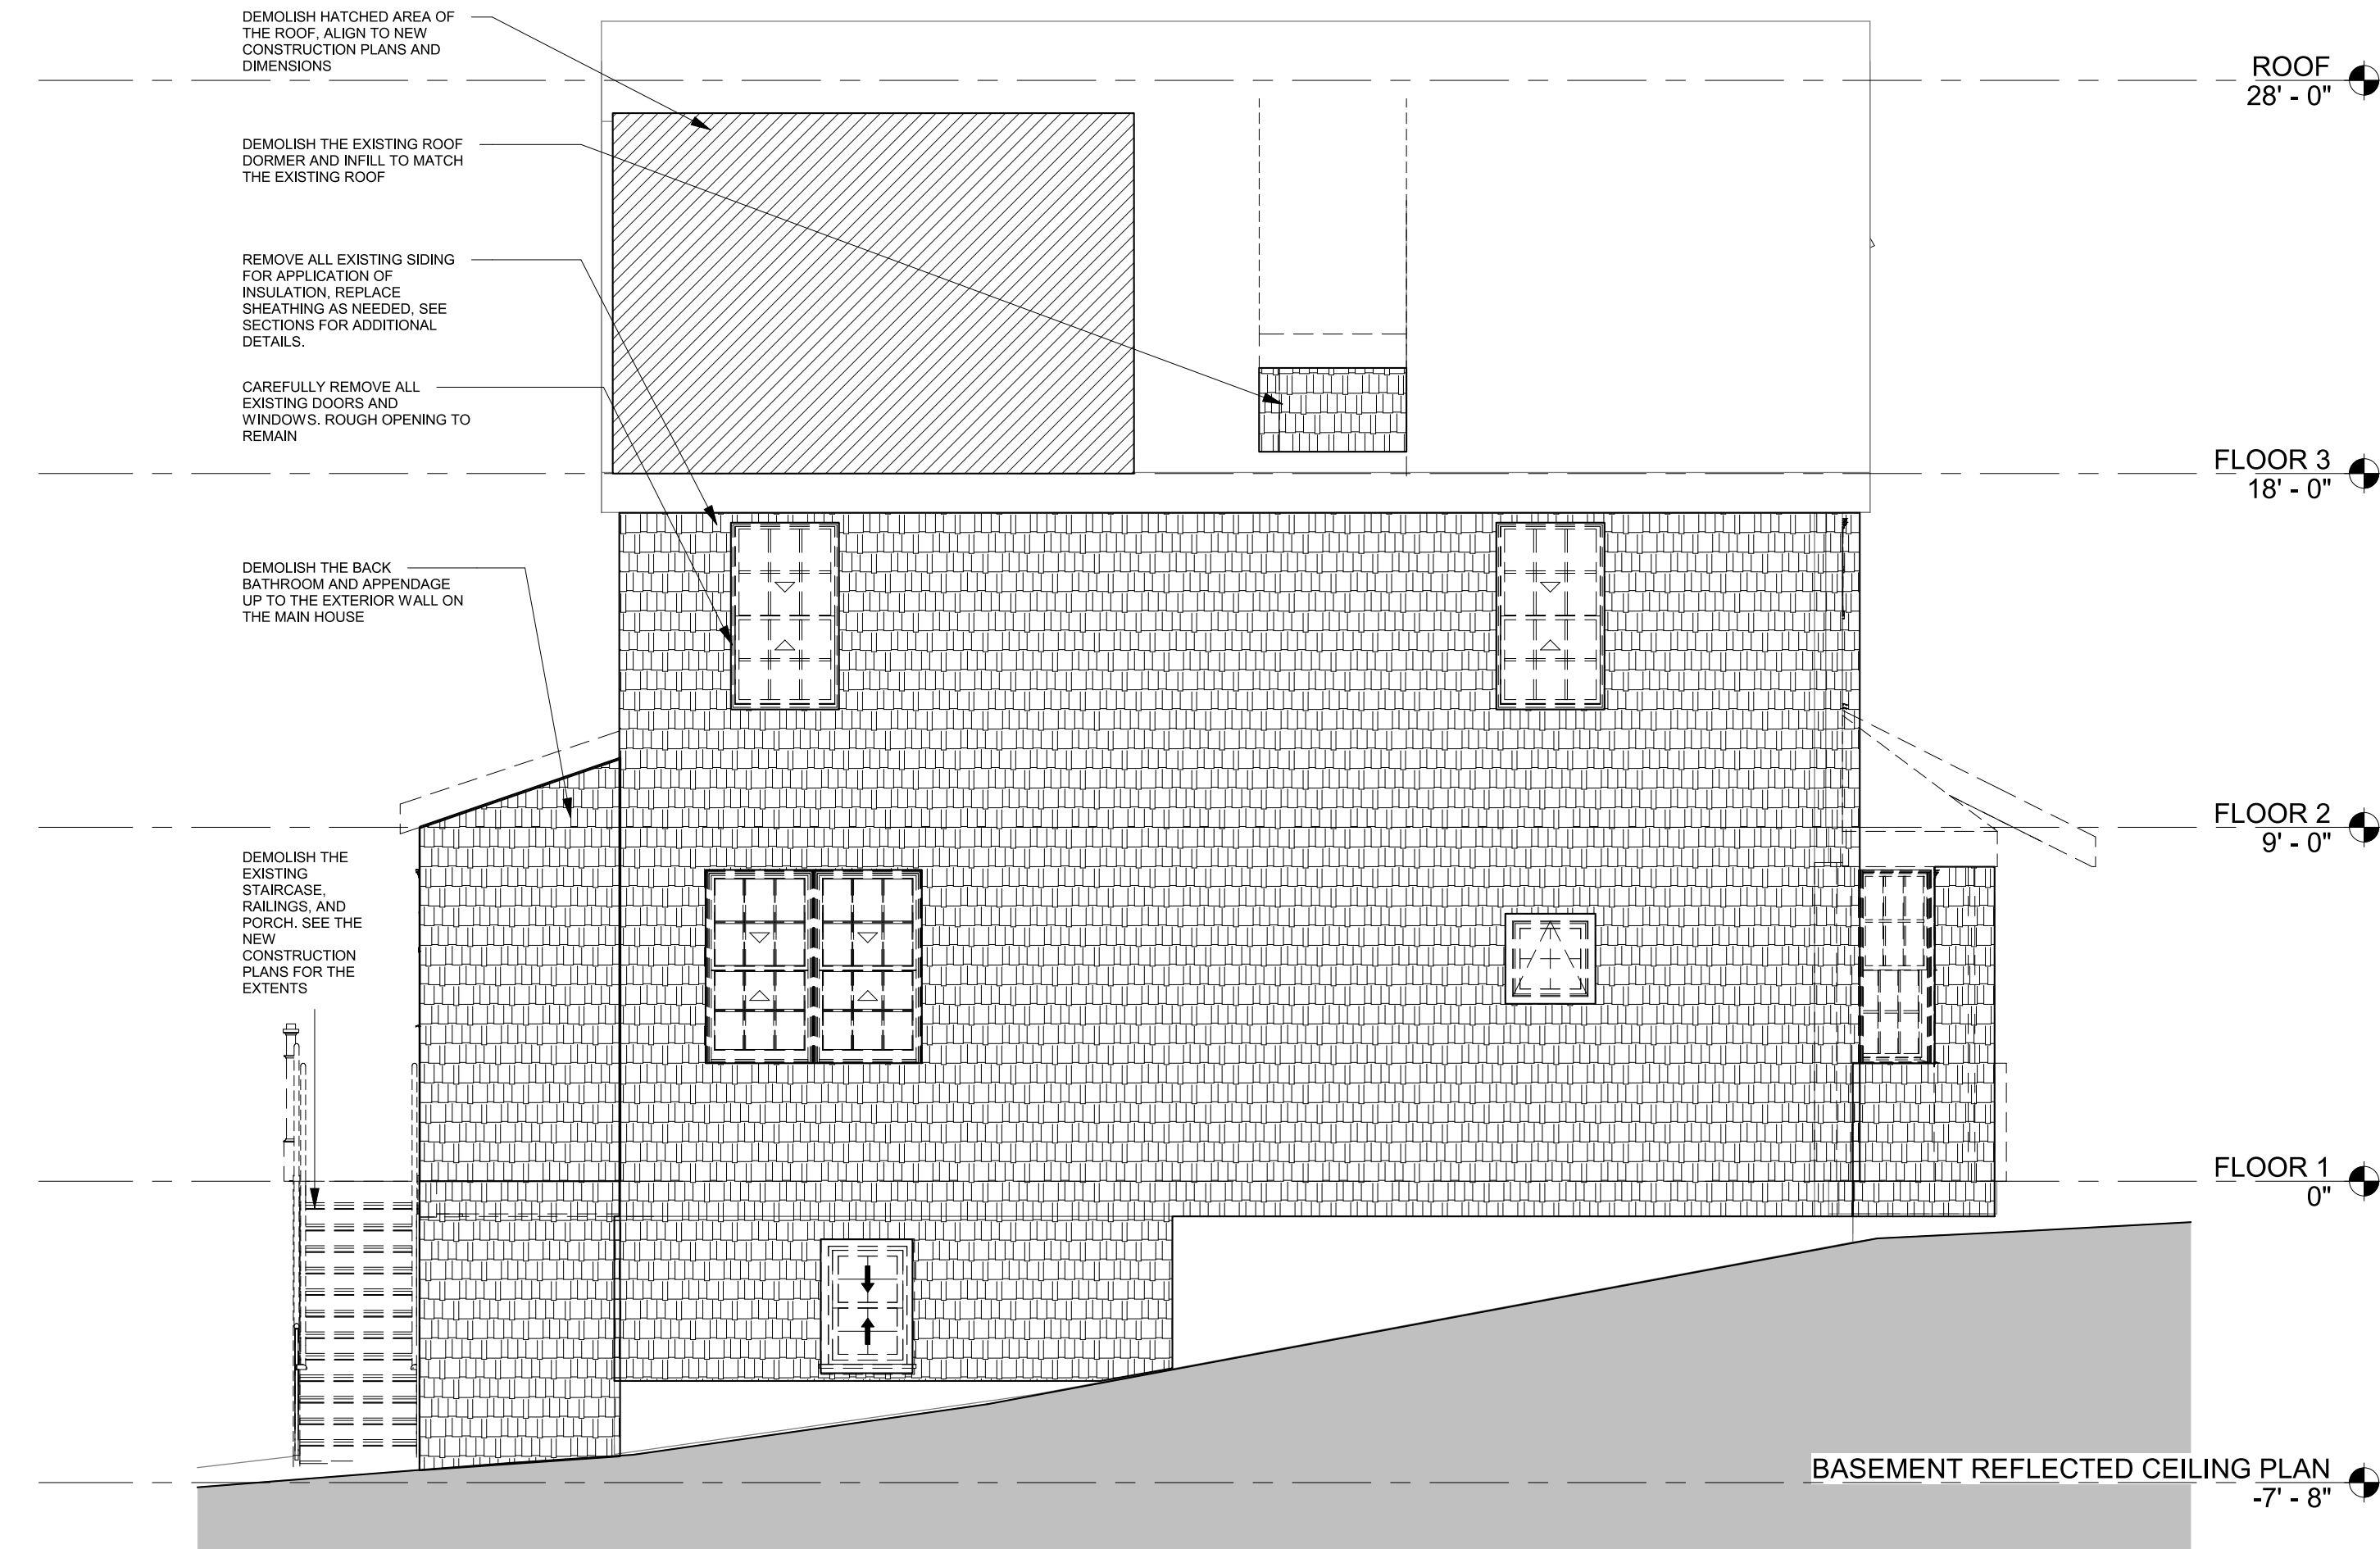 DEMOLISH HATCHED AREA OF
THE ROOF, ALIGN TO NEW
CONSTRUCTION PLANS AND
DIMENSIONS
ROOF
28' - 0"
DEMOLISH THE EXISTING ROOF
DORMER AND INFILL TO MATCH
THE EXISTING ROOF
REMOVE ALL EXISTING SIDING
FOR APPLICATION OF
INSULATION, REPLACE
SHEATHING AS NEEDED, SEE
SECTIONS FOR ADDITIONAL
DETAILS.
CAREFULLY REMOVE ALL
EXISTING DOORS AND
WINDOWS. ROUGH OPENING TO
REMAIN
FLOOR 3
18' - 0"
DEMOLISH THE BACK
BATHROOM AND APPENDAGE
UP TO THE EXTERIOR WALL ON
THE MAIN HOUSE
FLOOR 2
9' - 0"
DEMOLISH THE
EXISTING
STAIRCASE,
RAILINGS, AND
PORCH. SEE THE
NEW
CONSTRUCTION
PLANS FOR THE
EXTENTS
FLOOR 1
0"
BASEMENT REFLECTED CEILING PLAN
-7' - 8"